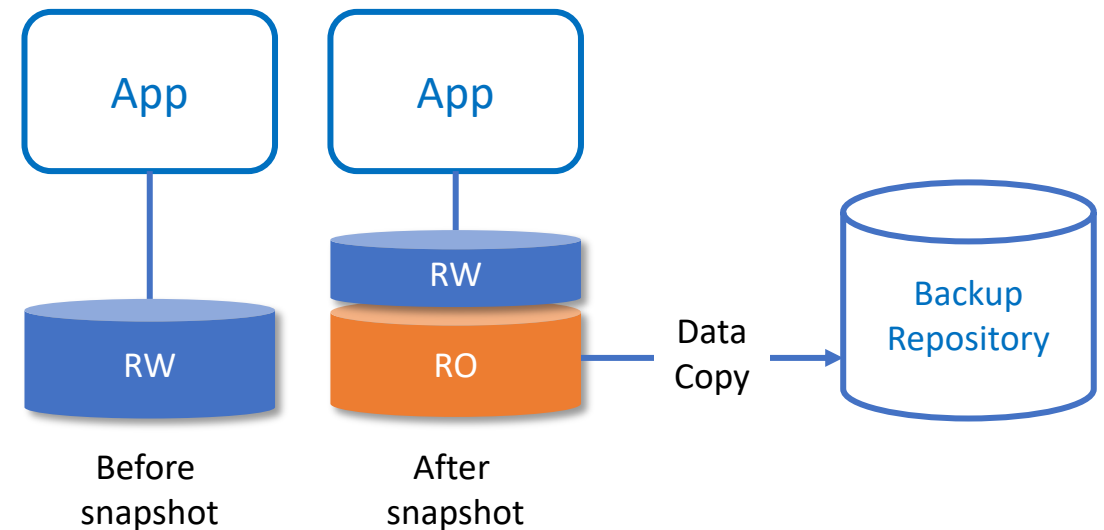 App
RW
Before
snapshot
App
RW
RO
After
snapshot
Data
Copy
Backup
Repository